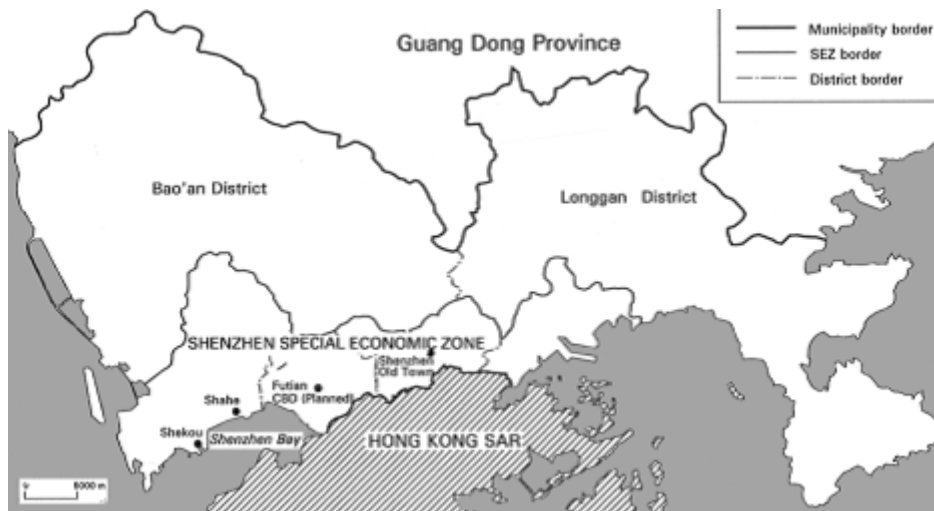 Guang Dong Province
Municipality border
SEZ border
District border
Bao'an District
Longgan District
SHENZHEN SPECIAL ECONOMIC ZONE
Shenzhen
Old Town
Futian
CBD (Planned)
Shahe
Shekou
Shenzhen Bay
HONG KONG SAR
0
5000 m